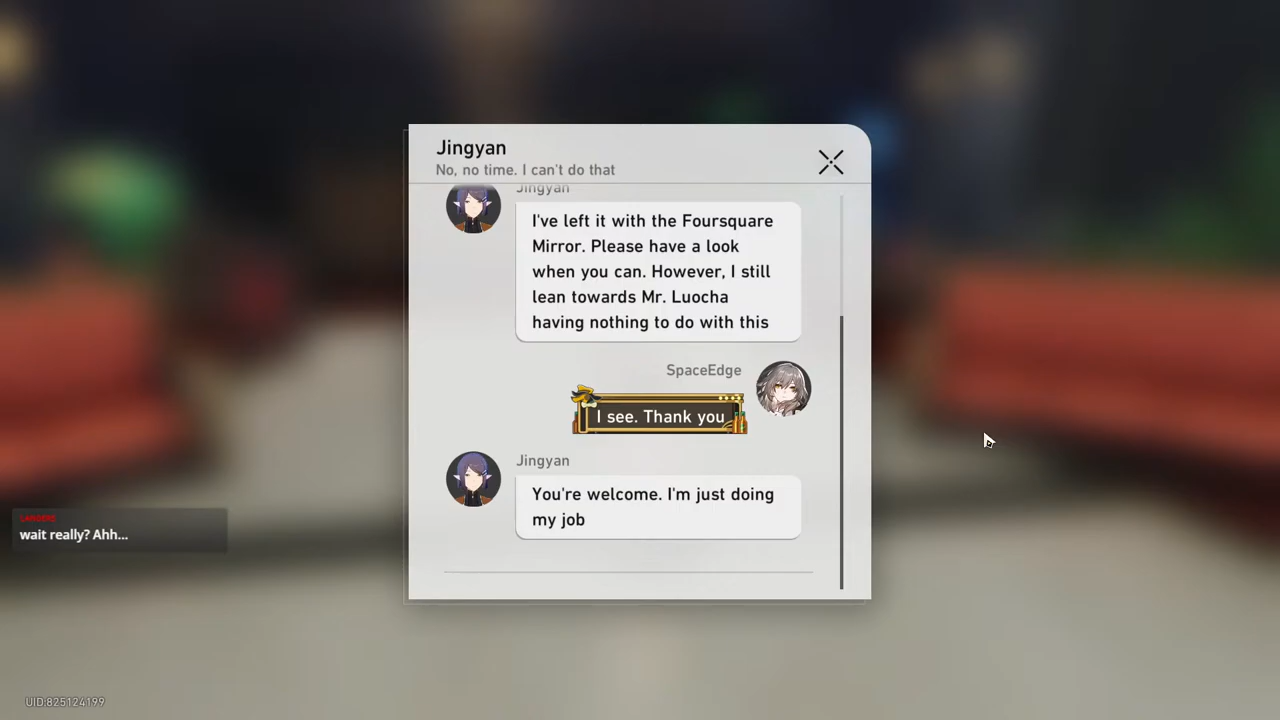 Jingyan
No, no time. I can't do that
Jingyan
I've left it with the Foursquare
Mirror. Please have a look
when you can. However, I still
lean towards Mr. Luocha
having nothing to do with this
SpaceEdge
I see. Thank you
Jingyan
You're welcome. I'm just doing
my job
wait really? Ahh...
UID:825124199